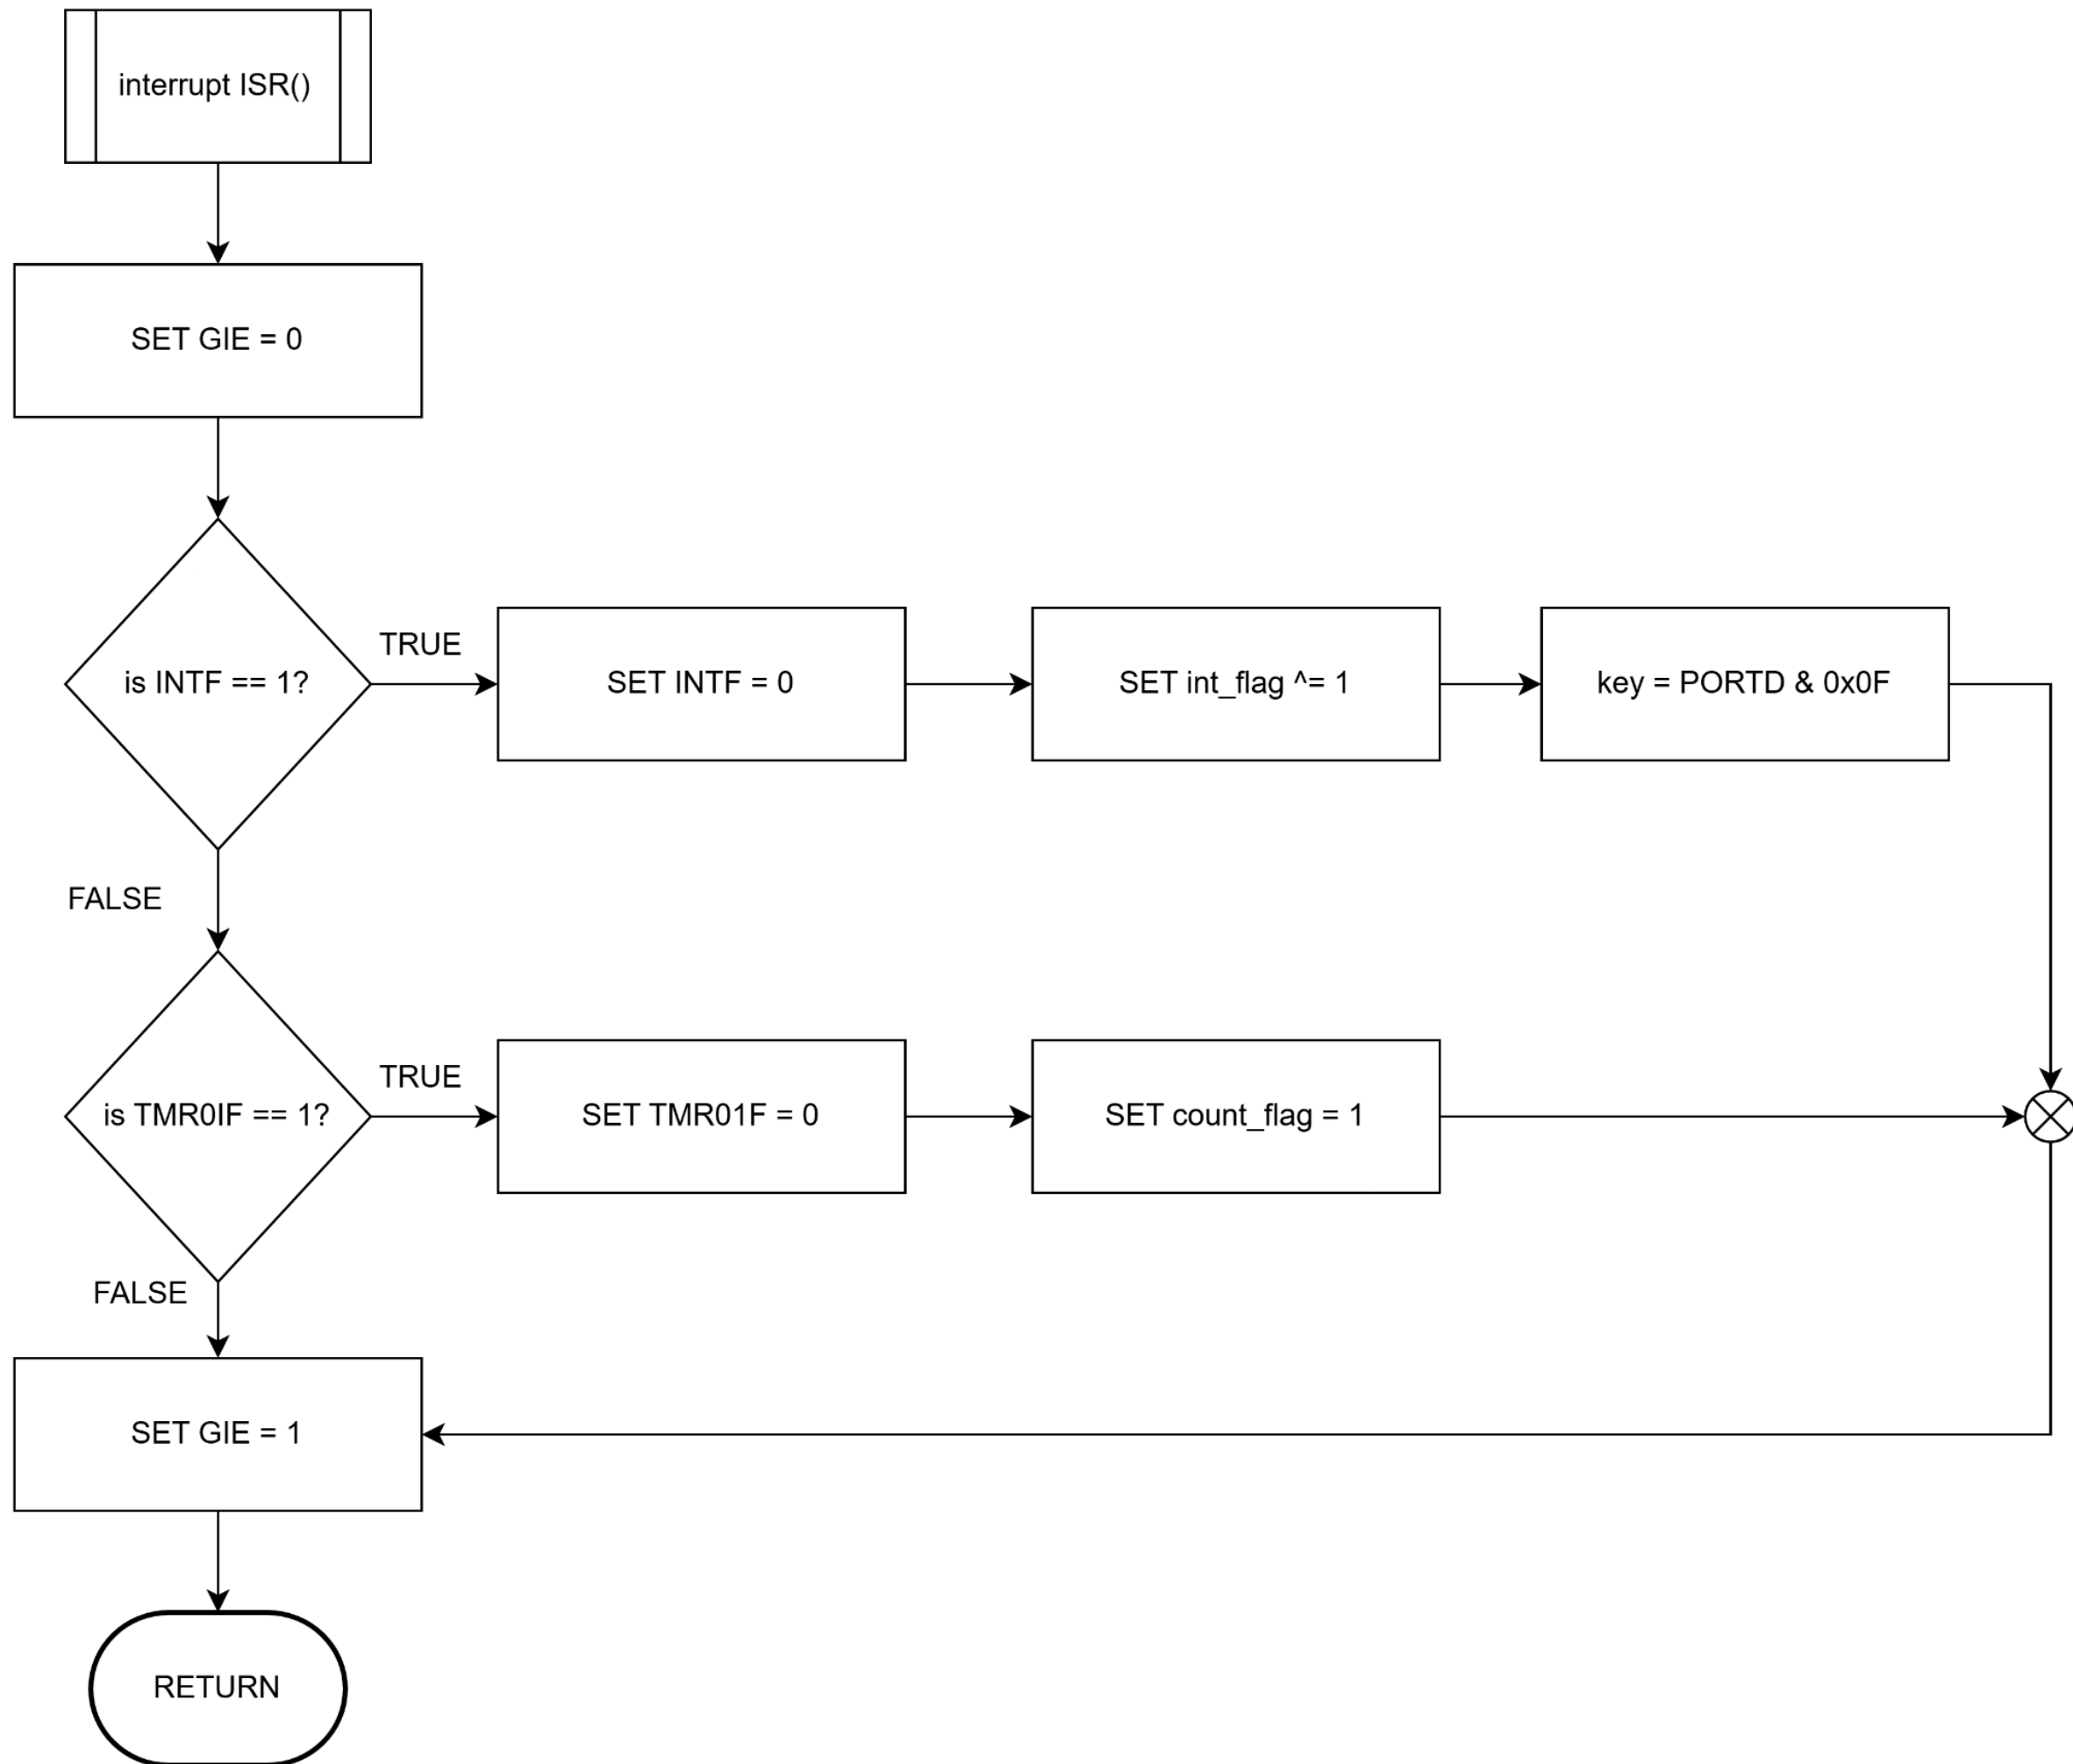 interrupt ISR()
SET GIE = 0
is INTF == 1?
TRUE
SET INTF = 0
SET int_flag ^= 1
key = PORTD & 0x0F
FALSE
is TMR0IF == 1?
TRUE
SET TMR01F = 0
SET count_flag = 1
FALSE
SET GIE = 1
RETURN